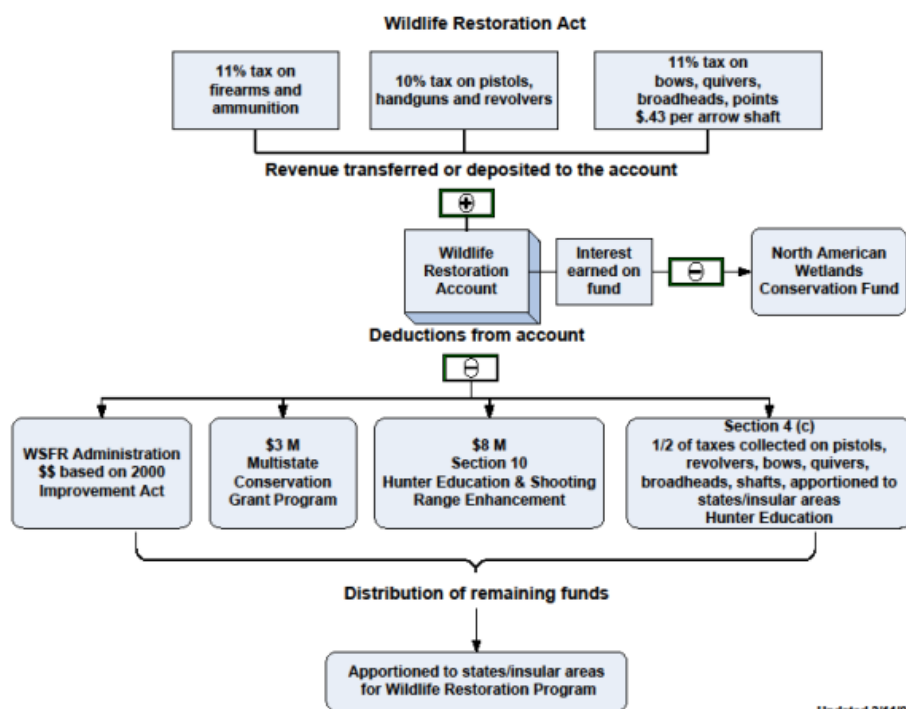 Wildlife Restoration Act
11% tax on
firearms and
ammunition
10% tax on pistols,
handguns and revolvers
11% tax on
bows, quivers,
broadheads, points
$.43 per arrow shaft
Revenue transferred or deposited to the account
Wildlife
Restoration
Account
Interest
earned on
fund
North American
Wetlands
Conservation Fund
Deductions from account
WSFR Administration
$$ based on 2000
Improvement Act
$3 M
Multistate
Conservation
Grant Program
$8 M
Section 10
Hunter Education & Shooting
Range Enhancement
Section 4 (c)
1/2 of taxes collected on pistols,
revolvers, bows, quivers,
broadheads, shafts, apportioned to
states/insular areas
Hunter Education
Distribution of remaining funds
Apportioned to states/insular areas
for Wildlife Restoration Program
Updated